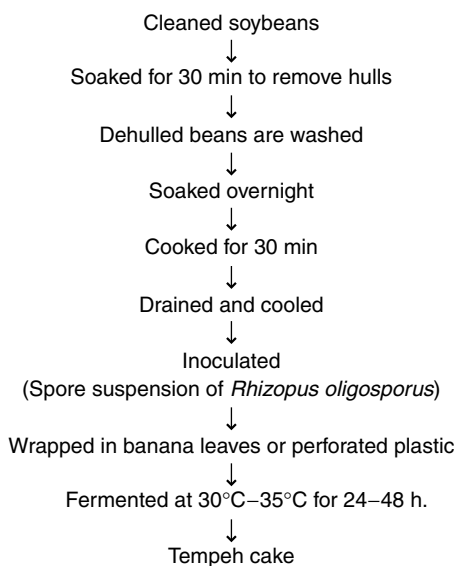 Cleaned soybeans
Soaked for 30 min to remove hulls
Dehulled beans are washed
Soaked overnight
Cooked for 30 min
Drained and cooled
Inoculated
(Spore suspension of Rhizopus oligosporus)
Wrapped in banana leaves or perforated plastic
Fermented at 30°C–35°C for 24–48 h.
Tempeh cake